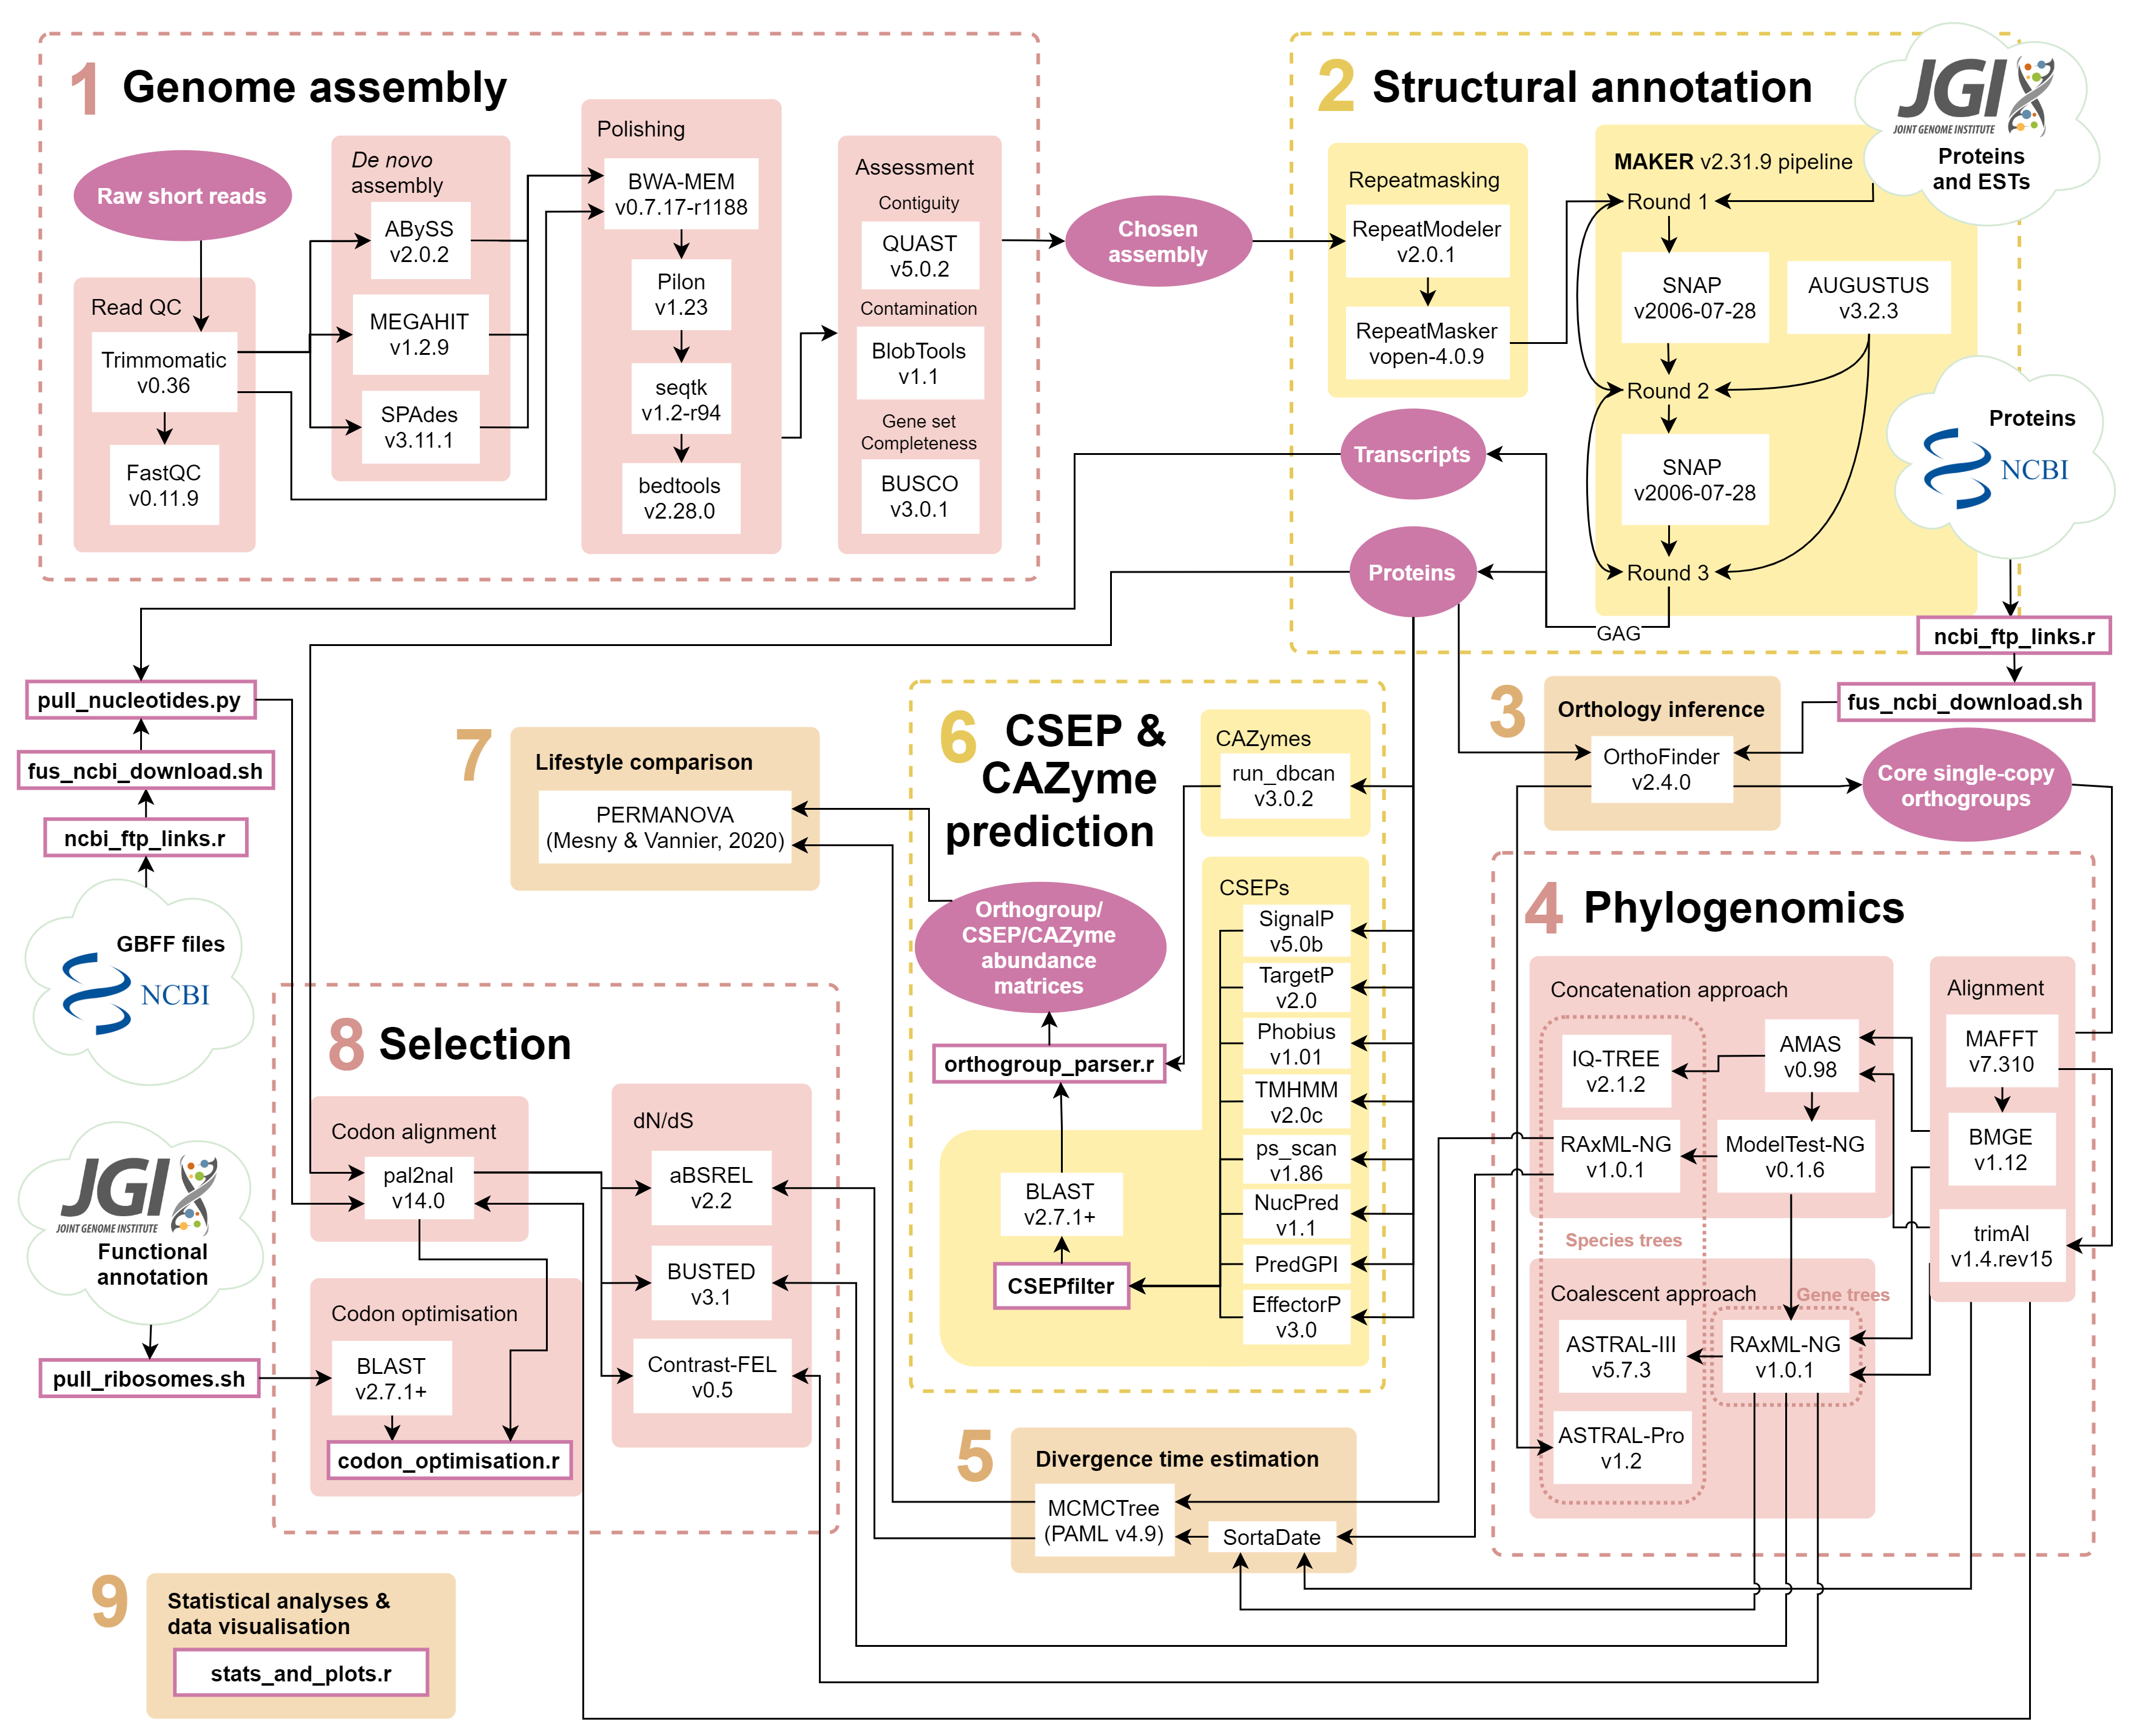 1 Genome assembly
Raw short reads
Read QC
Trimmomatic
v0.36
FastQC
v0.11.9
De novo
assembly
ABySS
v2.0.2
MEGAHIT
v1.2.9
SPAdes
v3.11.1
Polishing
BWA-MEM
v0.7.17-r1188
Pilon
v1.23
seqtk
v1.2-r94
bedtools
v2.28.0
Assessment
Contiguity
QUAST
v5.0.2
Contamination
BlobTools
v1.1
Gene set
Completeness
BUSCO
v3.0.1
Chosen
assembly
2 Structural annotation
Repeatmasking
RepeatModeler
v2.0.1
RepeatMasker
vopen-4.0.9
MAKER v2.31.9 pipeline
Round 1
SNAP
v2006-07-28
AUGUSTUS
v3.2.3
Round 2
SNAP
v2006-07-28
Round 3
GAG
JGI
JOINT GENOME INSTITUTE
Proteins
and ESTs
Transcripts
Proteins
Proteins
NCBI
ncbi_ftp_links.r
fus_ncbi_download.sh
3 Orthology inference
OrthoFinder
v2.4.0
Core single-copy
orthogroups
4 Phylogenomics
Concatenation approach
IQ-TREE
v2.1.2
AMAS
v0.98
RAxML-NG
v1.0.1
ModelTest-NG
v0.1.6
Species trees
Alignment
MAFFT
v7.310
BMGE
v1.12
trimAl
v1.4.rev15
Coalescent approach
Gene trees
ASTRAL-III
v5.7.3
RAxML-NG
v1.0.1
ASTRAL-Pro
v1.2
5 Divergence time estimation
MCMCTree
(PAML v4.9)
SortaDate
6 CSEP &
CAZyme
prediction
CAZymes
run_dbcan
v3.0.2
CSEPs
SignalP
v5.0b
TargetP
v2.0
Phobius
v1.01
TMHMM
v2.0c
ps_scan
v1.86
NucPred
v1.1
PredGPI
EffectorP
v3.0
Orthogroup/
CSEP/CAZyme
abundance
matrices
orthogroup_parser.r
BLAST
v2.7.1+
CSEPfilter
7 Lifestyle comparison
PERMANOVA
(Mesny & Vannier, 2020)
pull_nucleotides.py
fus_ncbi_download.sh
ncbi_ftp_links.r
GBFF files
NCBI
JGI
JOINT GENOME INSTITUTE
Functional
annotation
pull_ribosomes.sh
8 Selection
Codon alignment
pal2nal
v14.0
Codon optimisation
BLAST
v2.7.1+
codon_optimisation.r
dN/dS
aBSREL
v2.2
BUSTED
v3.1
Contrast-FEL
v0.5
9 Statistical analyses &
data visualisation
stats_and_plots.r